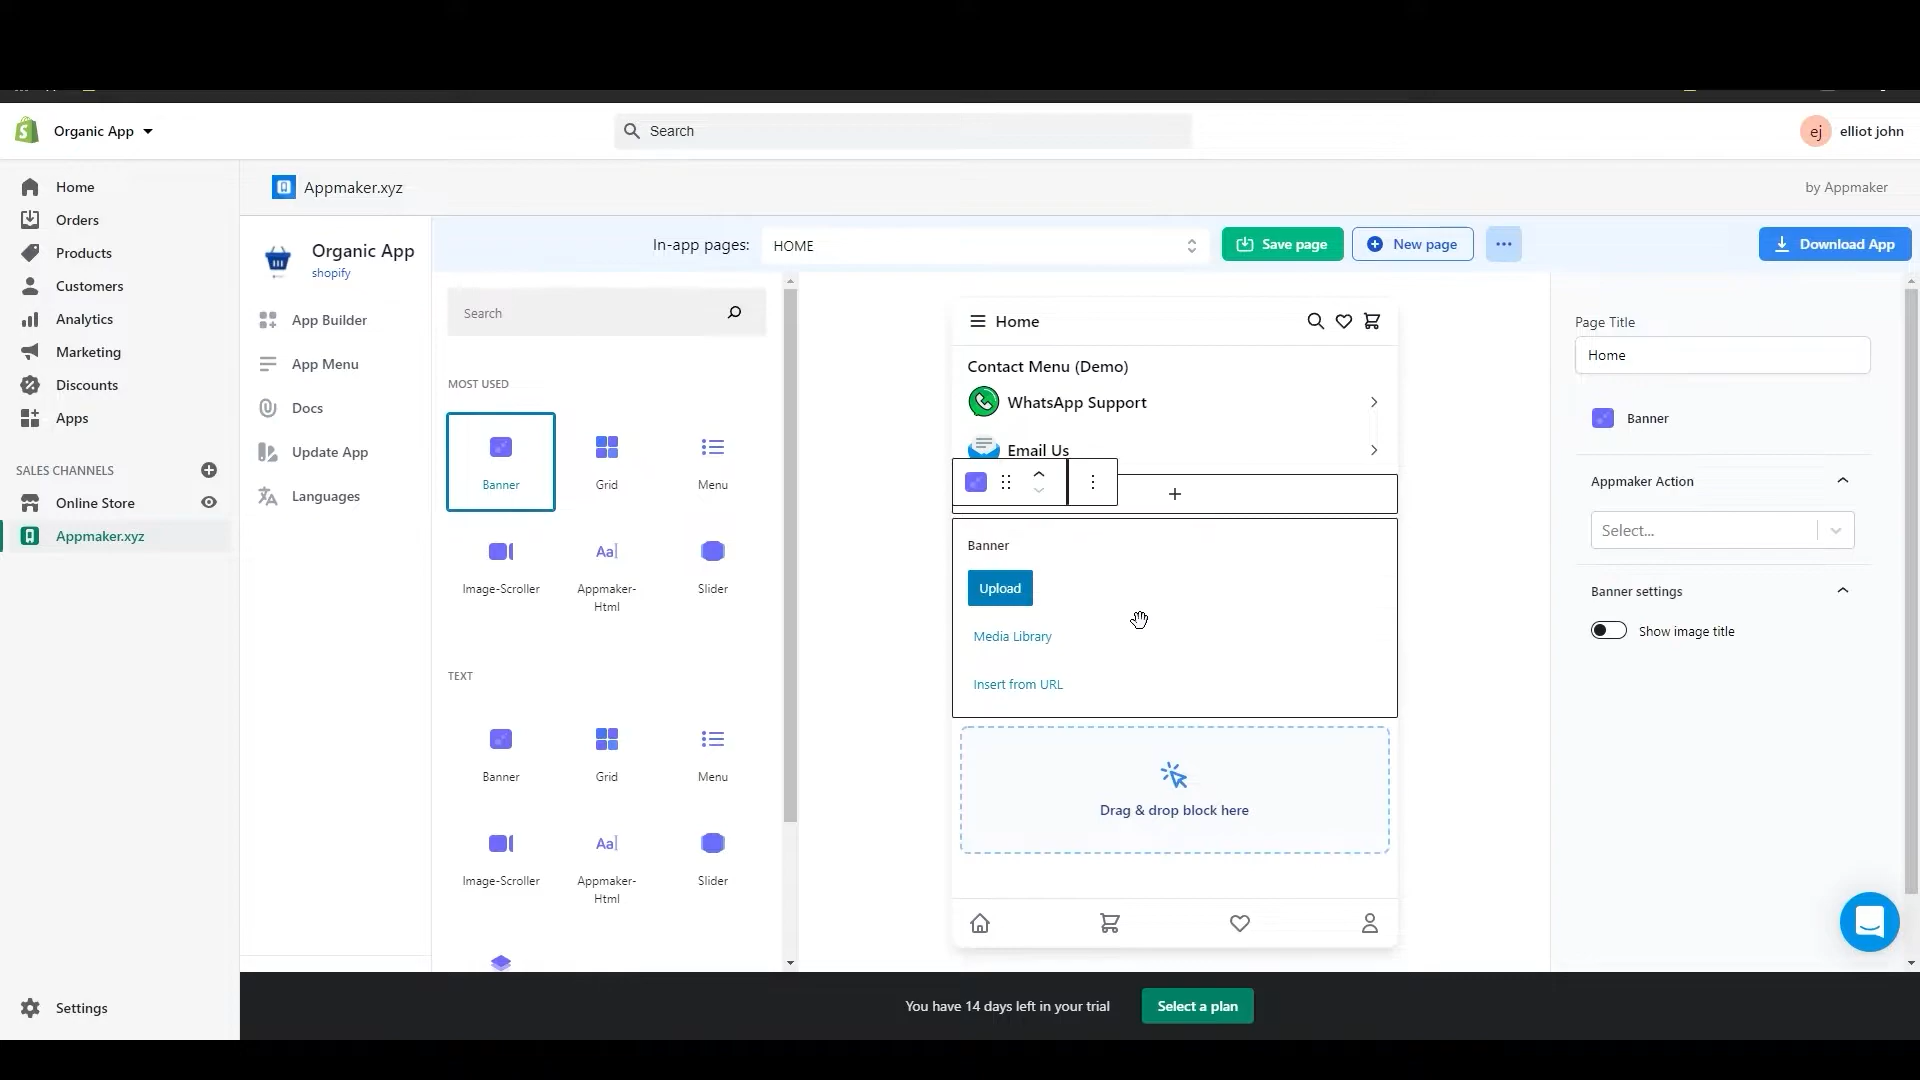 Organic App
Search
ej
elliot john
Home
Orders
Products
Customers
Analytics
Marketing
Discounts
Apps
SALES CHANNELS
Online Store
Appmaker.xyz
Settings
Appmaker.xyz
by Appmaker
Organic App
shopify
App Builder
App Menu
Docs
Update App
Languages
In-app pages:
HOME
Save page
New page
Download App
Search
MOST USED
Banner
Grid
Menu
Image-Scroller
Appmaker-
Html
Slider
TEXT
Banner
Grid
Menu
Image-Scroller
Appmaker-
Html
Slider
Home
Contact Menu (Demo)
WhatsApp Support
Email Us
Banner
Upload
Media Library
Insert from URL
Drag & drop block here
Page Title
Home
Banner
Appmaker Action
Select...
Banner settings
Show image title
You have 14 days left in your trial
Select a plan